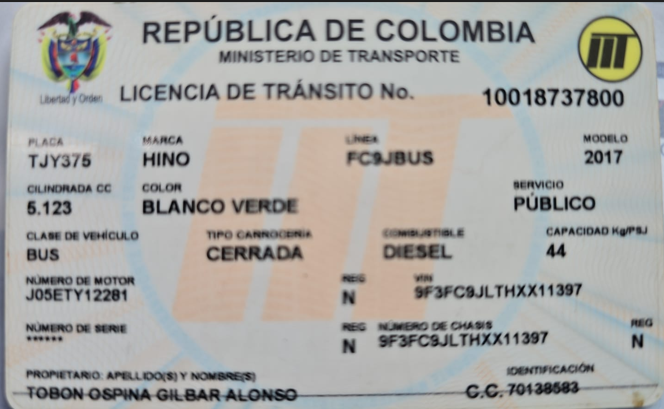 REPÚBLICA DE COLOMBIA
MINISTERIO DE TRANSPORTE
Libertad y Orden
LICENCIA DE TRÁNSITO No. 10018737800
PLACA MARCA LÍNEA MODELO
TJY375 HINO FC9JBUS 2017
CILINDRADA CC COLOR SERVICIO
5.123 BLANCO VERDE PÚBLICO
CLASE DE VEHÍCULO TIPO CARROCERÍA COMBUSTIBLE CAPACIDAD Kg/PSJ
BUS CERRADA DIESEL 44
NÚMERO DE MOTOR REG VIN
J05ETY12281 N 9F3FC9JLTHXX11397
NÚMERO DE SERIE REG NÚMERO DE CHASIS REG
****** N 9F3FC9JLTHXX11397 N
PROPIETARIO: APELLIDO(S) Y NOMBRE(S) IDENTIFICACIÓN
TOBON OSPINA GILBAR ALONSO C.C. 70138583